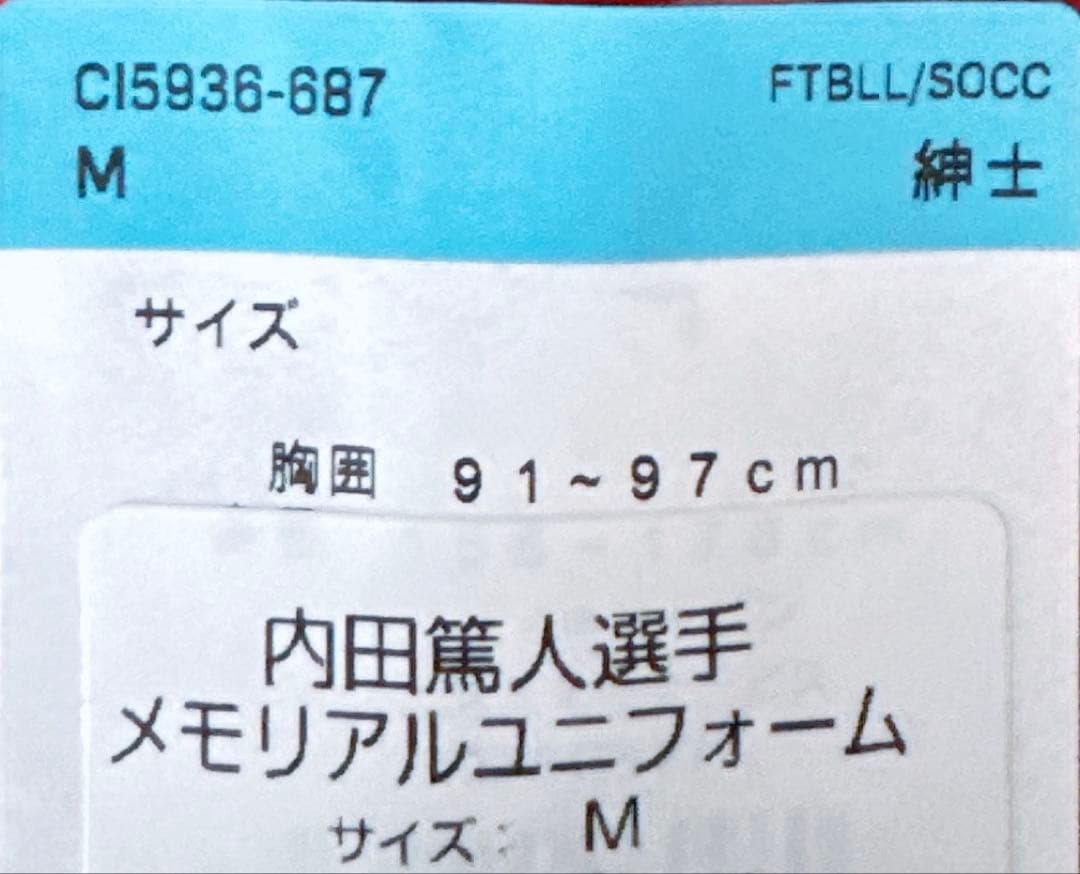 CI5936-687 FTBLL/SOCC
M 紳士
サイズ
胸囲 91~97cm
内田篤人選手
メモリアルユニフォーム
サイズ: M